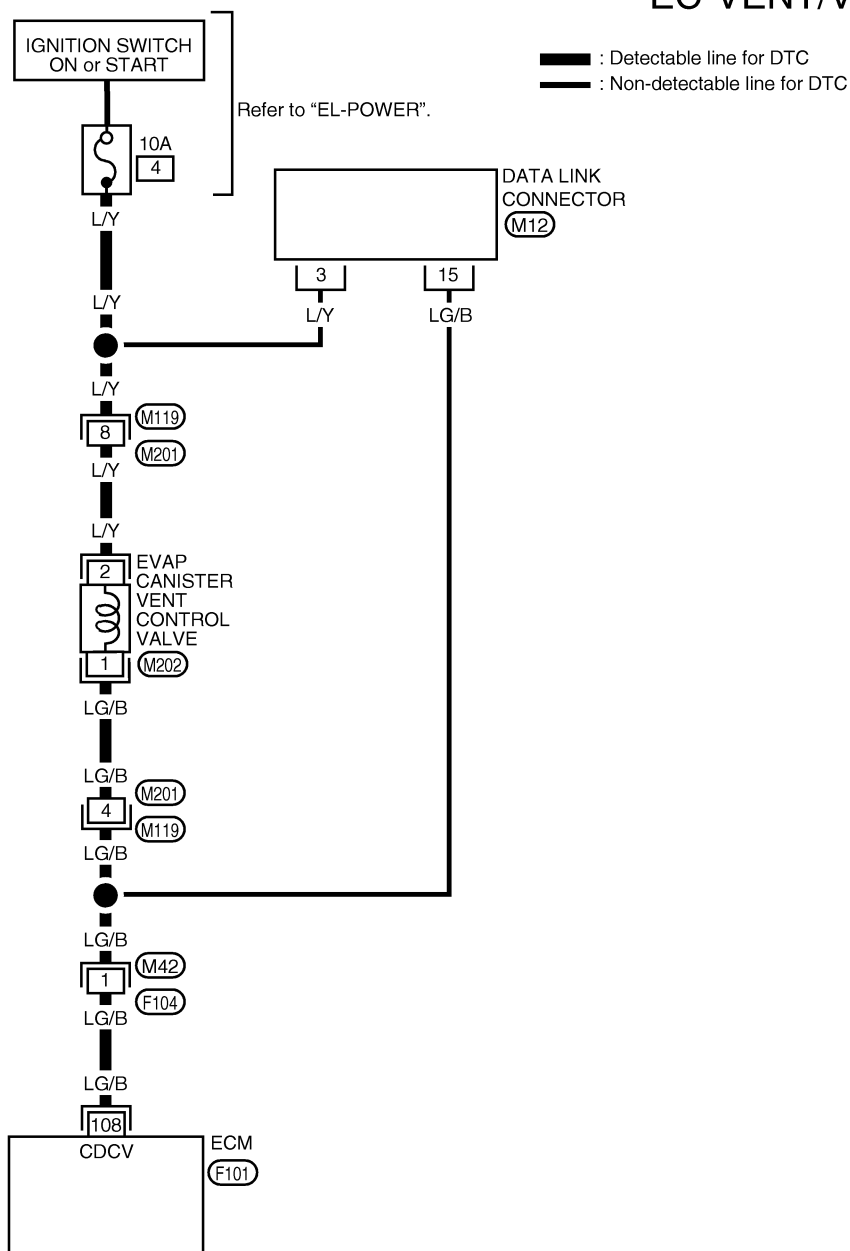 EC-VENT/V
IGNITION SWITCH
ON or START
: Detectable line for DTC
: Non-detectable line for DTC
Refer to “EL-POWER”.
10A
4
L/Y
DATA LINK
CONNECTOR
M12
3
15
L/Y
L/Y
LG/B
L/Y
M119
8
M201
L/Y
L/Y
2
EVAP
CANISTER
VENT
CONTROL
VALVE
1
M202
LG/B
LG/B
M201
4
M119
LG/B
LG/B
M42
1
F104
LG/B
LG/B
108
CDCV
ECM
F101